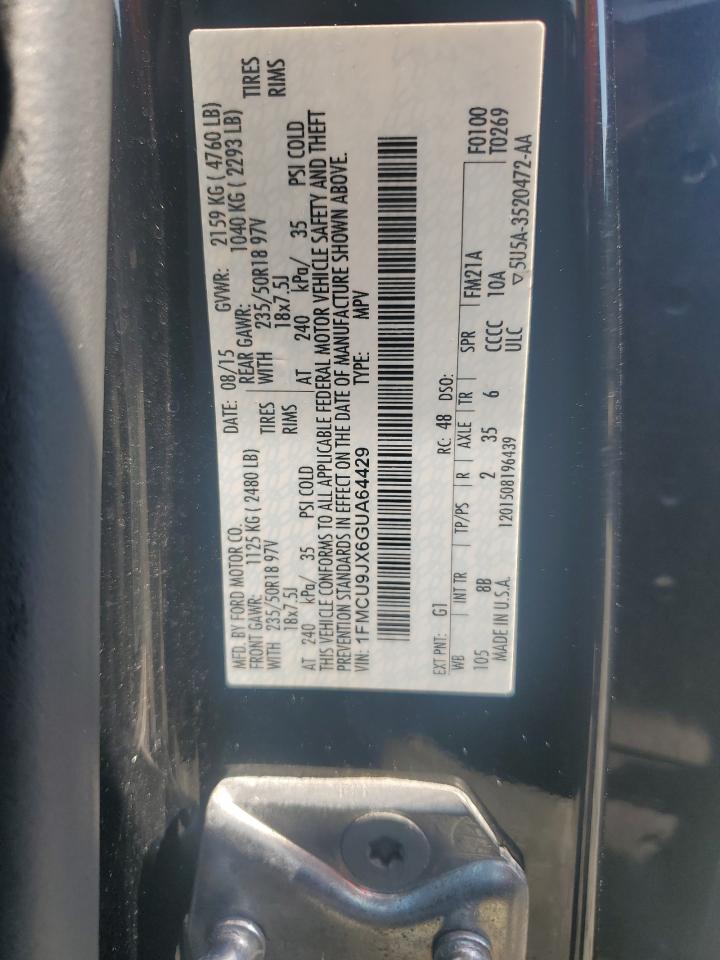 MFD. BY FORD MOTOR CO. DATE: 08/15 GVWR: 2159 KG ( 4760 LB)
FRONT GAWR: 1125 KG ( 2480 LB) REAR GAWR: 1040 KG ( 2293 LB)
WITH 235/50R18 97V TIRES WITH 235/50R18 97V TIRES
18x7.5J RIMS 18x7.5J RIMS
AT 240 kPa/ 35 PSI COLD AT 240 kPa/ 35 PSI COLD
THIS VEHICLE CONFORMS TO ALL APPLICABLE FEDERAL MOTOR VEHICLE SAFETY AND THEFT
PREVENTION STANDARDS IN EFFECT ON THE DATE OF MANUFACTURE SHOWN ABOVE.
VIN: 1FMCU9JX6GUA64429 TYPE: MPV
EXT PNT: G1 RC: 48 DSO: F0100
WB INT TR TP/PS R AXLE TR SPR FM21A T0269
105 8B 2 35 6 CCCC 10A
MADE IN U.S.A. 1201508196439 ULC ▽5U5A-3520472-AA